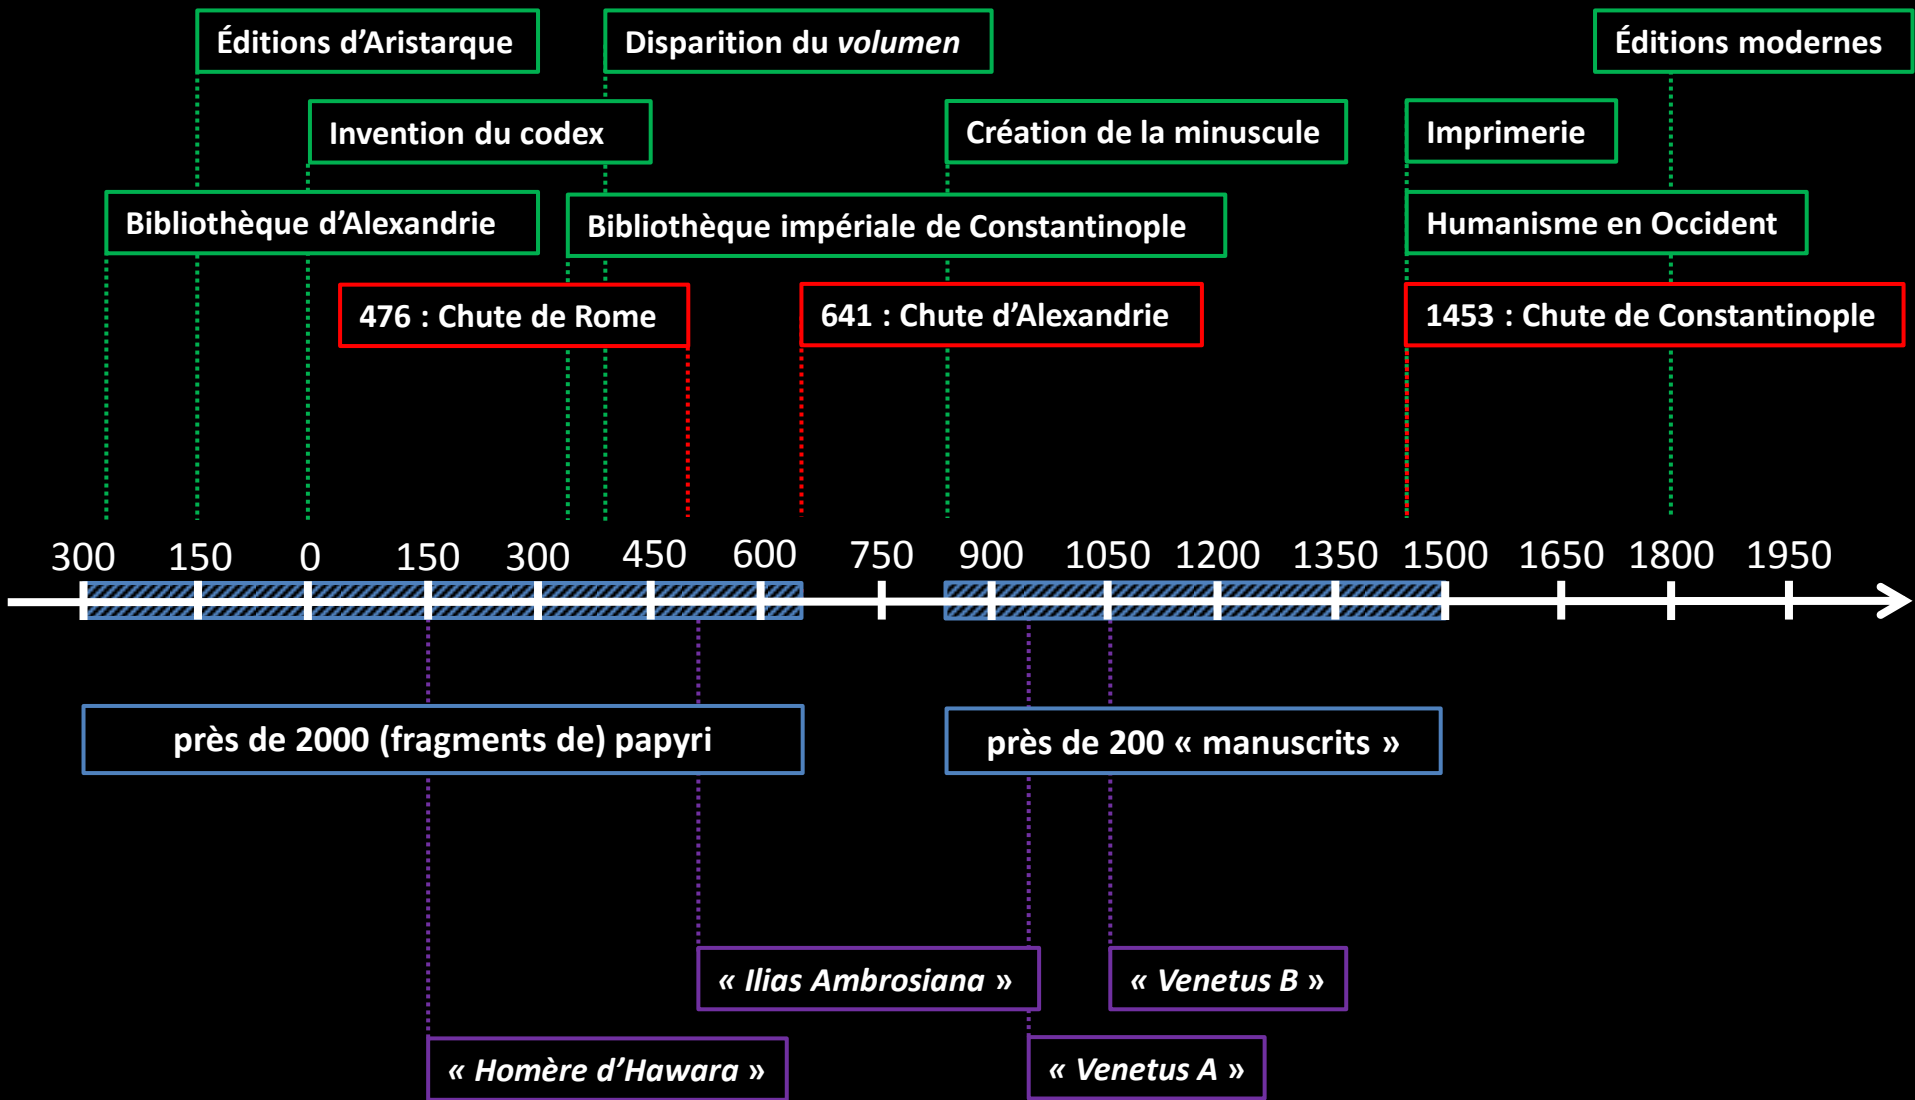 Éditions d’Aristarque
Disparition du volumen
Éditions modernes
Invention du codex
Création de la minuscule
Imprimerie
Bibliothèque d’Alexandrie
Bibliothèque impériale de Constantinople
Humanisme en Occident
476 : Chute de Rome
641 : Chute d’Alexandrie
1453 : Chute de Constantinople
300 150 0 150 300 450 600 750 900 1050 1200 1350 1500 1650 1800 1950
près de 2000 (fragments de) papyri
près de 200 « manuscrits »
« Ilias Ambrosiana »
« Venetus B »
« Homère d’Hawara »
« Venetus A »